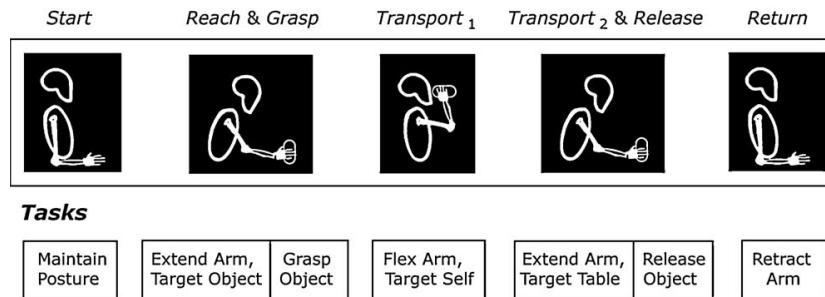 Start Reach & Grasp Transport 1 Transport 2 & Release Return
Tasks
Maintain Posture
Extend Arm, Target Object
Grasp Object
Flex Arm, Target Self
Extend Arm, Target Table
Release Object
Retract Arm